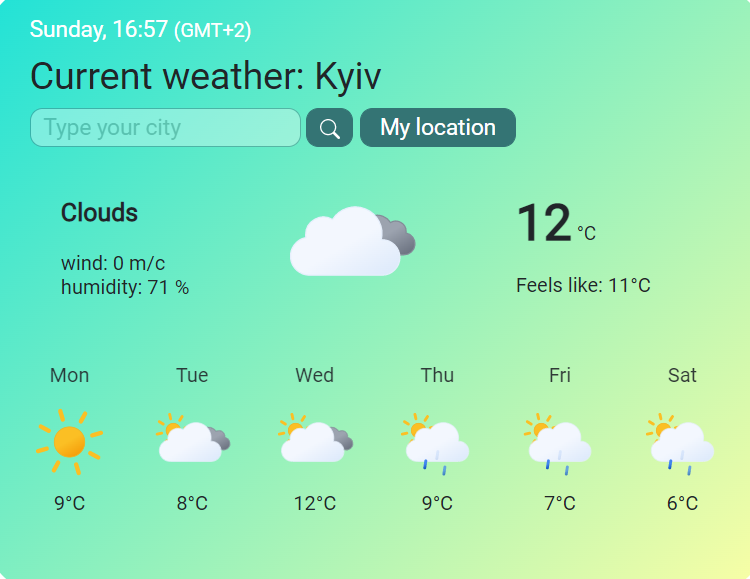 Sunday, 16:57 (GMT+2)
Current weather: Kyiv
Type your city
My location
Clouds
wind: 0 m/c
humidity: 71 %
12 °C
Feels like: 11°C
Mon Tue Wed Thu Fri Sat
9°C 8°C 12°C 9°C 7°C 6°C